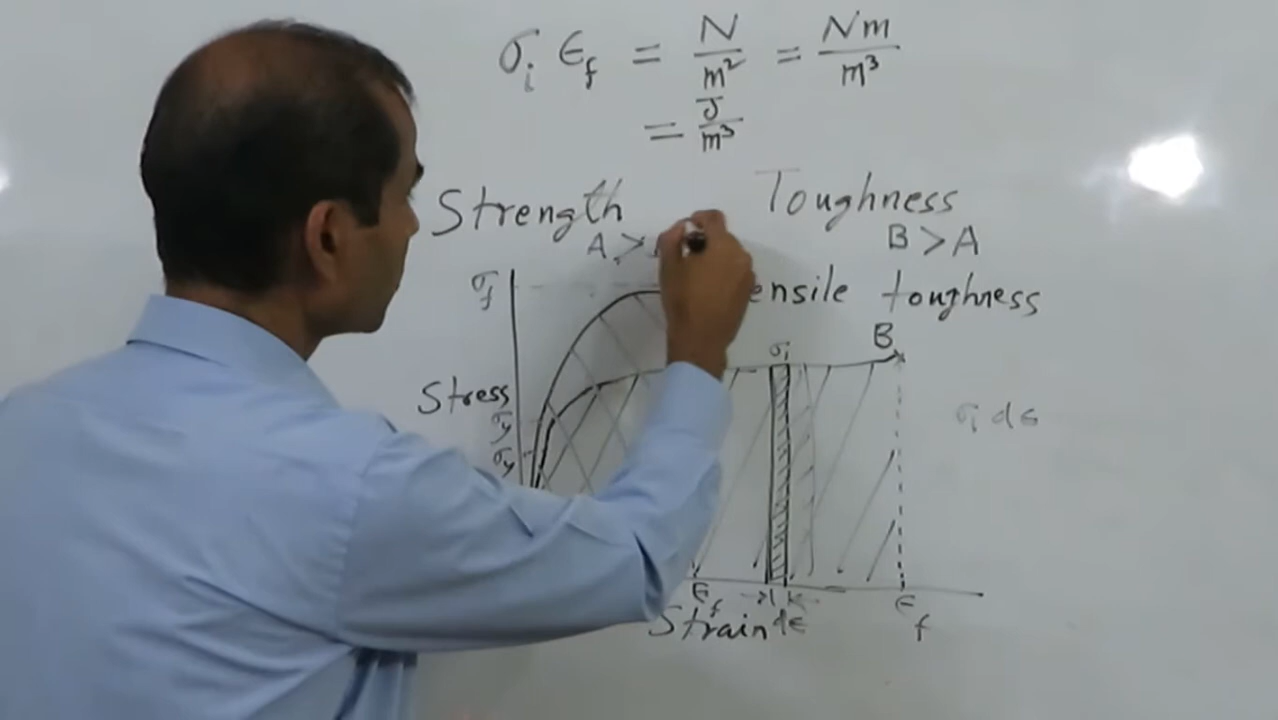 σi ϵf = N/m² = Nm/m³
= J/m³
Strength Toughness
A > B > A
σf ensile toughness
B
σi
Stress
σy σi dϵ
σy
ϵf ϵf
Strain dϵ